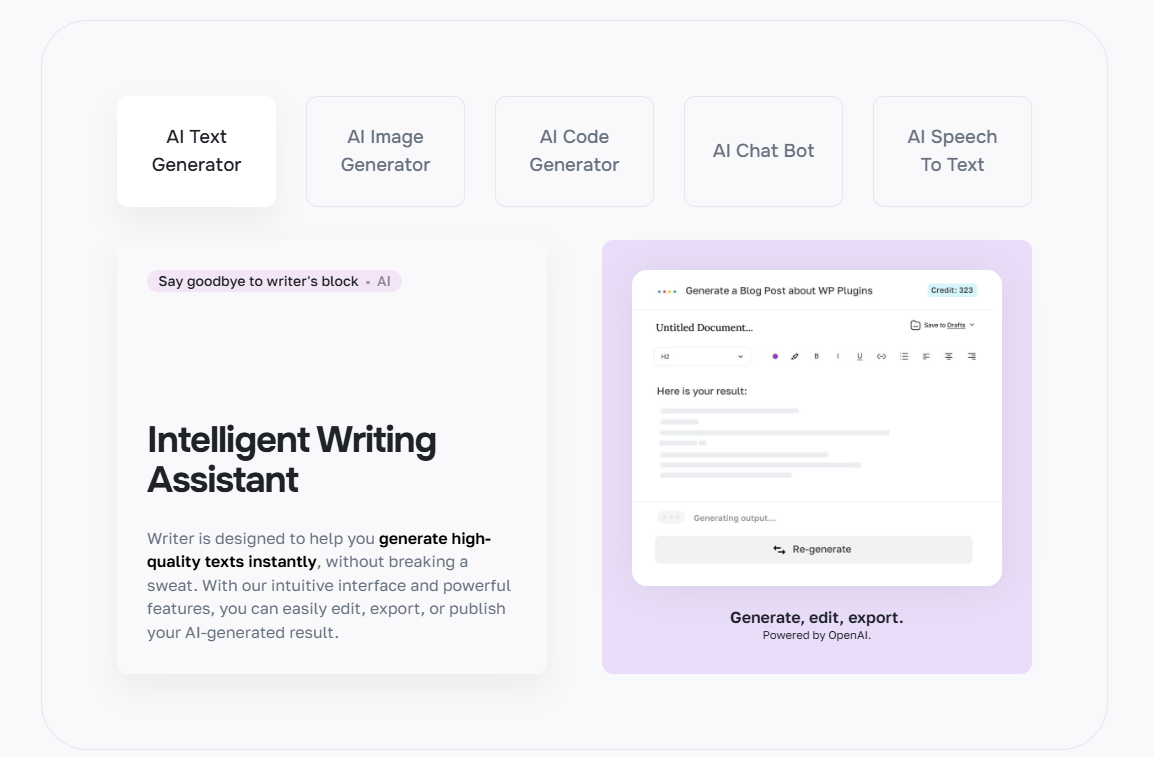 AI Text
Generator
AI Image
Generator
AI Code
Generator
AI Chat Bot
AI Speech
To Text
Say goodbye to writer's block • AI
Intelligent Writing
Assistant
Writer is designed to help you generate high-
quality texts instantly, without breaking a
sweat. With our intuitive interface and powerful
features, you can easily edit, export, or publish
your AI-generated result.
Generate a Blog Post about WP Plugins
Credit: 323
Untitled Document...
Save to Drafts
H2
B
I
U
Here is your result:
Generating output...
Re-generate
Generate, edit, export.
Powered by OpenAI.